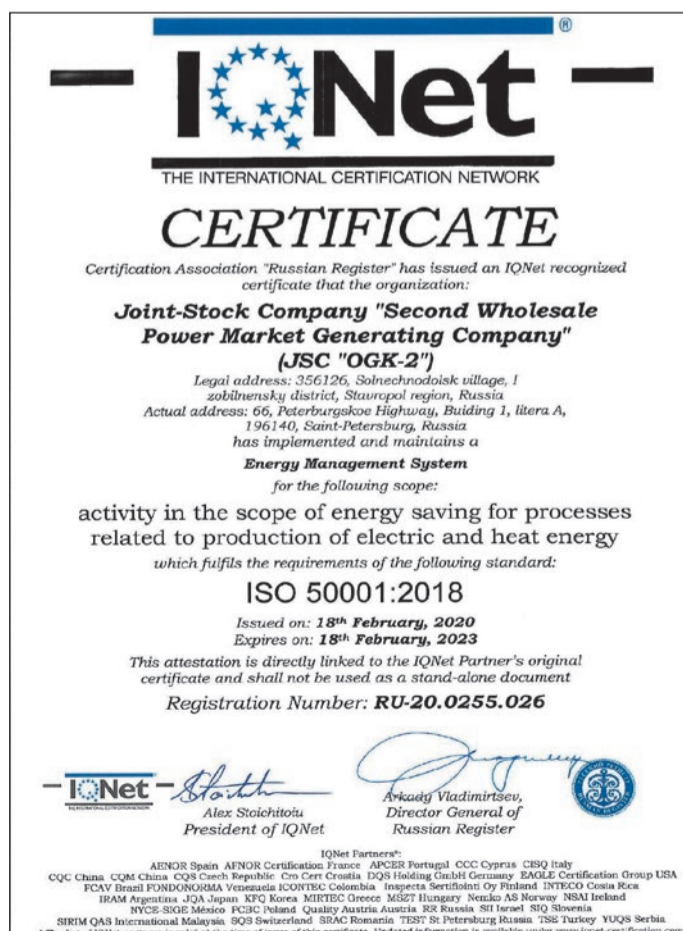 IQNet
®
THE INTERNATIONAL CERTIFICATION NETWORK
CERTIFICATE
Certification Association "Russian Register" has issued an IQNet recognized
certificate that the organization:
Joint-Stock Company "Second Wholesale
Power Market Generating Company"
(JSC "OGK-2")
Legal address: 356126, Solnechnodolsk village, I
zobilnensky district, Stavropol region, Russia
Actual address: 66, Peterburgskoe Highway, Buiding 1, litera A,
196140, Saint-Petersburg, Russia
has implemented and maintains a
Energy Management System
for the following scope:
activity in the scope of energy saving for processes
related to production of electric and heat energy
which fulfils the requirements of the following standard:
ISO 50001:2018
Issued on: 18th February, 2020
Expires on: 18th February, 2023
This attestation is directly linked to the IQNet Partner's original
certificate and shall not be used as a stand-alone document
Registration Number: RU-20.0255.026
IQNet
Alex Stoichitoiu
President of IQNet
Arkady Vladimirtsev,
Director General of
Russian Register
IQNet Partners*:
AENOR Spain AFNOR Certification France APCER Portugal CCC Cyprus CISQ Italy
CQC China CQM China CQS Czech Republic Cro Cert Croatia DQS Holding GmbH Germany EAGLE Certification Group USA
FCAV Brazil FONDONORMA Venezuela ICONTEC Colombia Inspecta Sertifiointi Oy Finland INTECO Costa Rica
IRAM Argentina JQA Japan KFQ Korea MIRTEC Greece MSZT Hungary Nemko AS Norway NSAI Ireland
NYCE-SIGE México PCBC Poland Quality Austria Austria RR Russia SII Israel SIQ Slovenia
SIRIM QAS International Malaysia SQS Switzerland SRAC Romania TEST St Petersburg Russia TSE Turkey YUQS Serbia